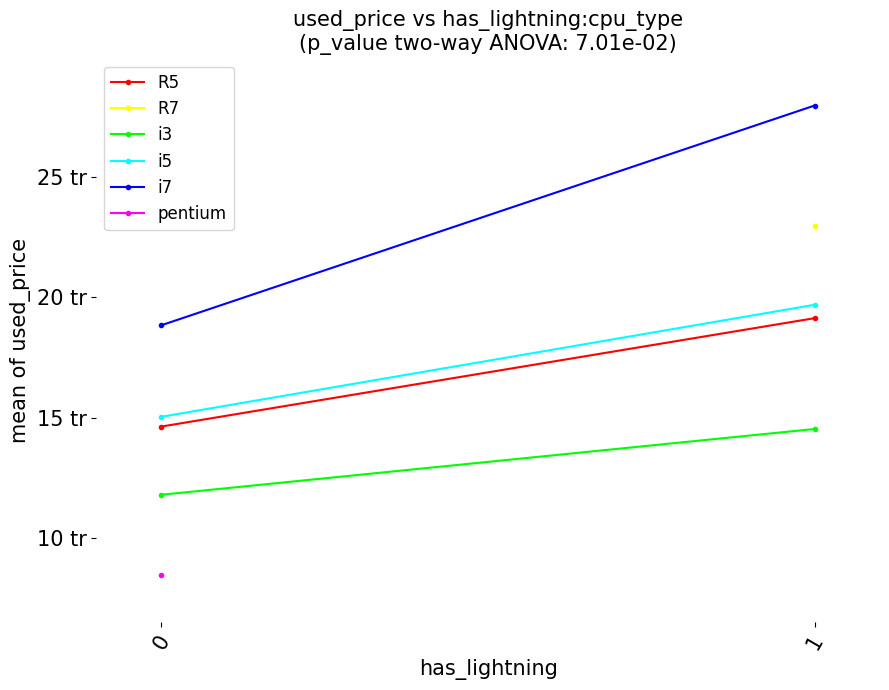 used_price vs has_lightning:cpu_type
(p_value two-way ANOVA: 7.01e-02)
R5
R7
i3
i5
i7
pentium
25 tr
20 tr
15 tr
10 tr
mean of used_price
0
1
has_lightning